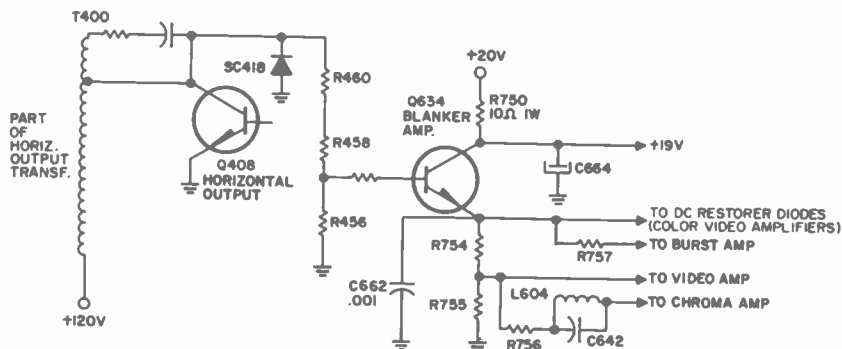 T400
SC418
R460
+20V
PART
OF
HORIZ.
OUTPUT
TRANSF.
Q634
BLANKER
AMP.
R750
10Ω 1W
R458
+19V
C664
Q408
HORIZONTAL
OUTPUT
R456
TO DC RESTORER DIODES
(COLOR VIDEO AMPLIFIERS)
R754
R757
TO BURST AMP
C662
.001
R755
L604
TO VIDEO AMP
TO CHROMA AMP
+120V
R756
C642